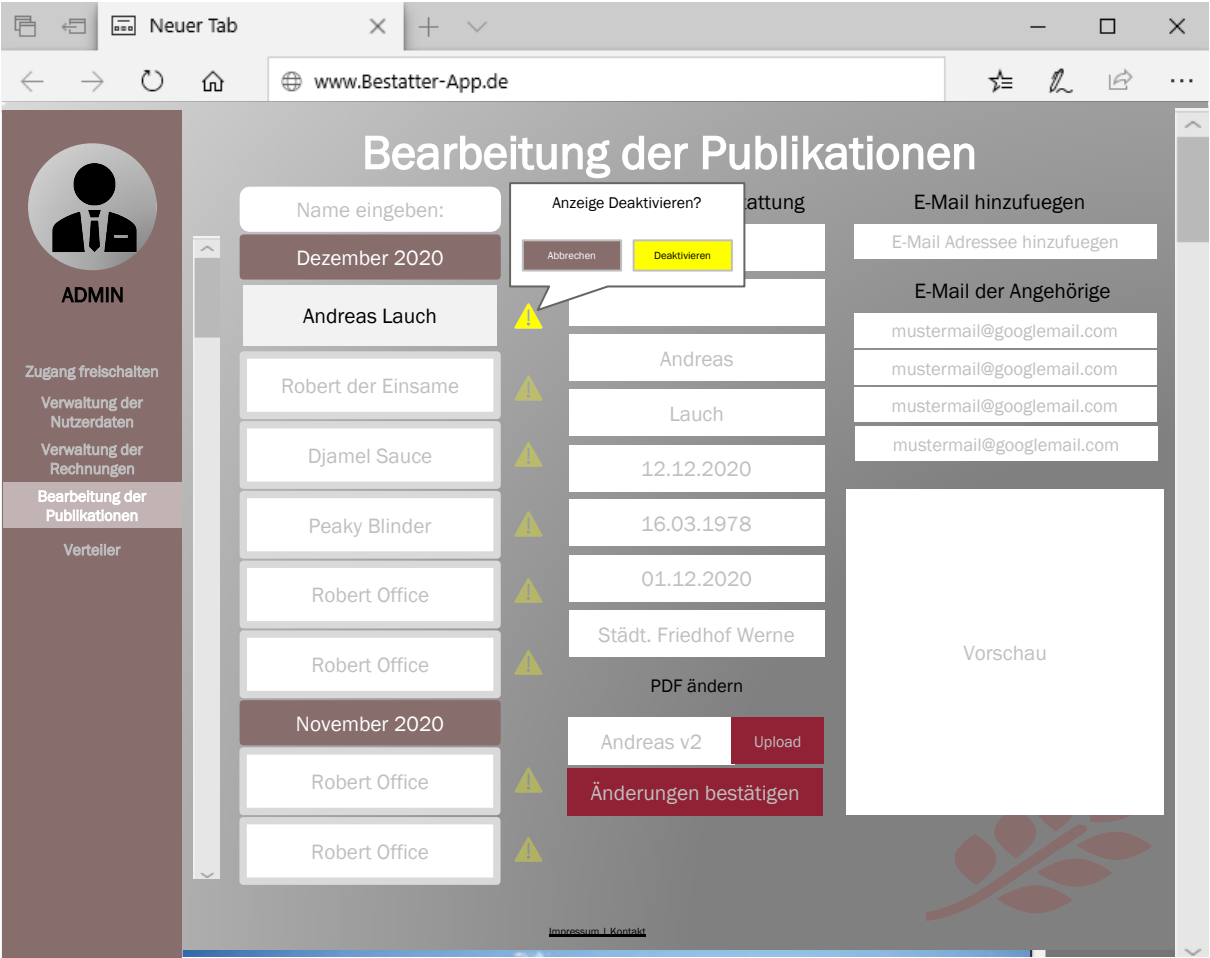 Neuer Tab
www.Bestatter-App.de
ADMIN
Zugang freischalten
Verwaltung der
Nutzerdaten
Verwaltung der
Rechnungen
Bearbeitung der
Publikationen
Verteiler
Bearbeitung der Publikationen
Name eingeben:
Dezember 2020
Andreas Lauch
Robert der Einsame
Djamel Sauce
Peaky Blinder
Robert Office
Robert Office
November 2020
Robert Office
Robert Office
Anzeige Deaktivieren?
Abbrechen
Deaktivieren
Andreas
Lauch
12.12.2020
16.03.1978
01.12.2020
Städt. Friedhof Werne
PDF ändern
Andreas v2
Upload
Änderungen bestätigen
E-Mail hinzufuegen
E-Mail Adressee hinzufuegen
E-Mail der Angehörige
mustermail@googlemail.com
mustermail@googlemail.com
mustermail@googlemail.com
mustermail@googlemail.com
Vorschau
Impressum | Kontakt